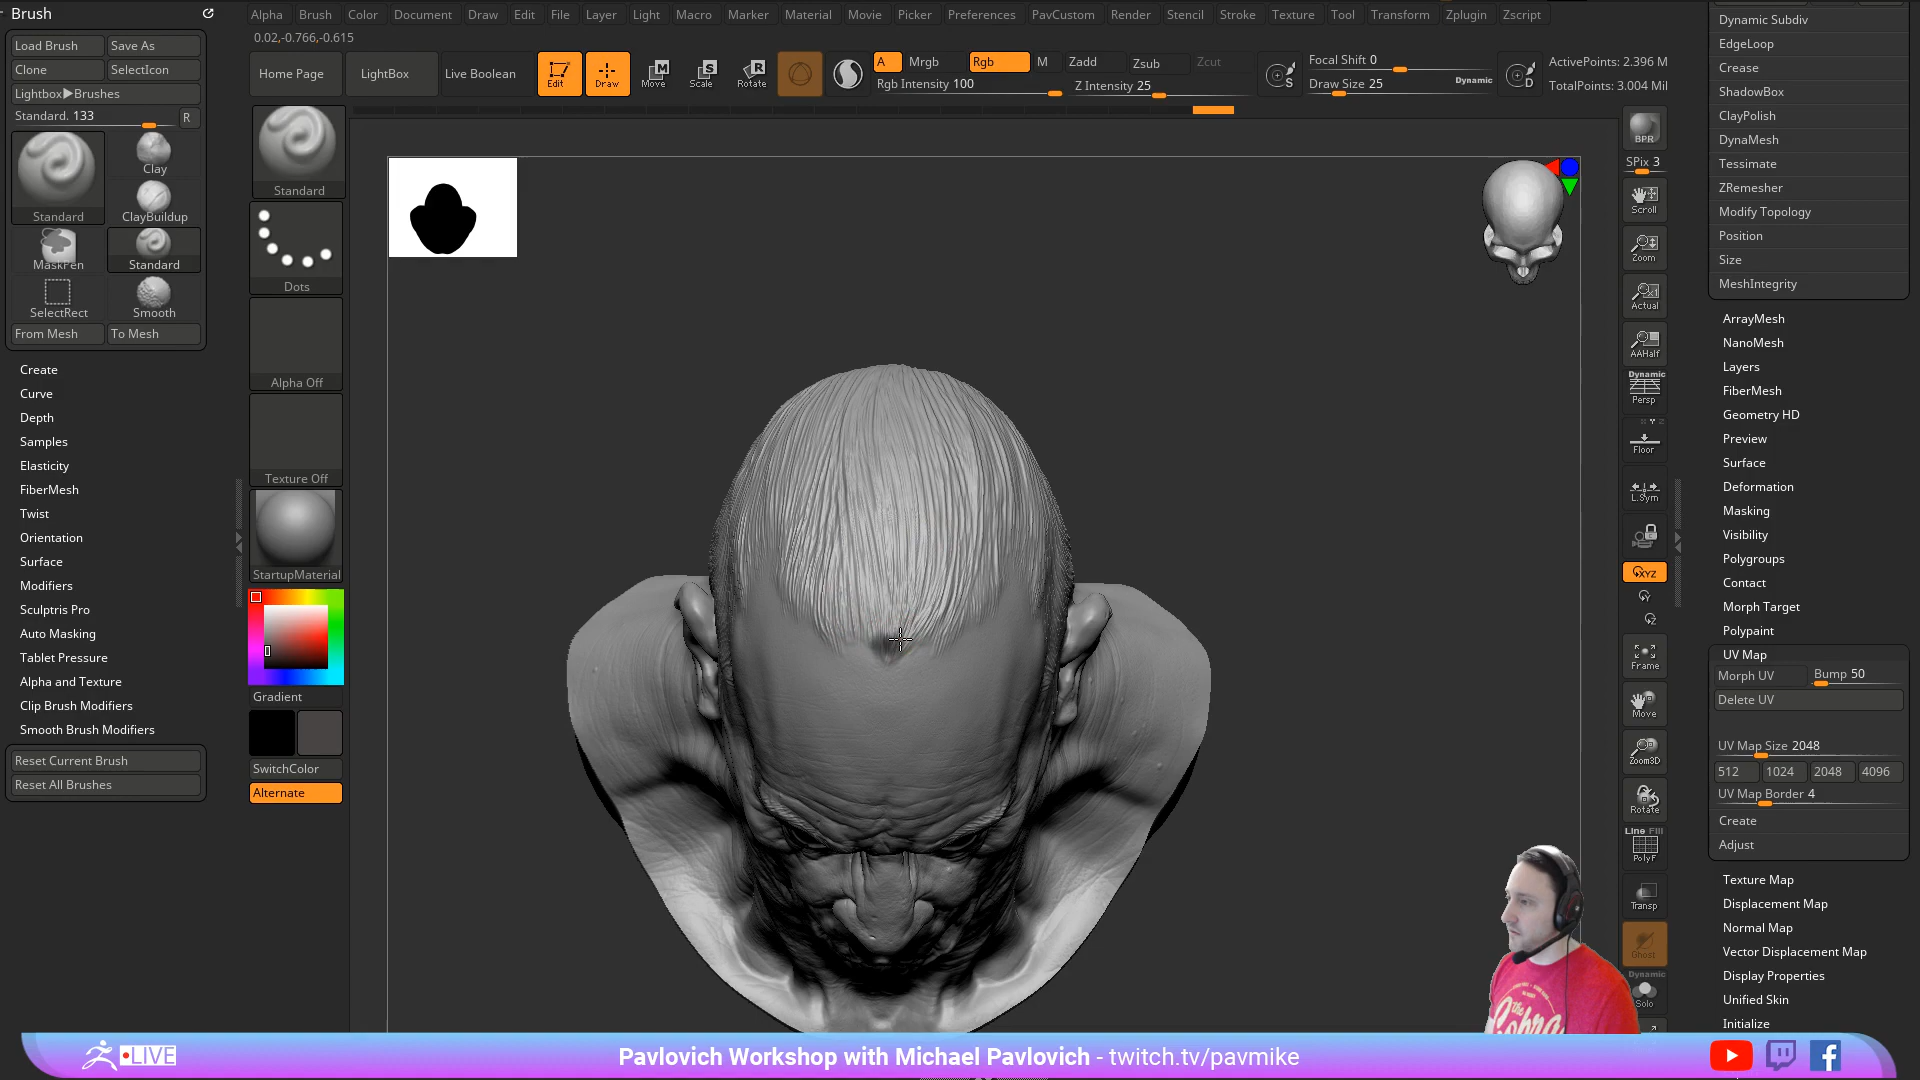 Brush
Alpha Brush Color Document Draw Edit File Layer Light Macro Marker Material Movie Picker Preferences PavCustom Render Stencil Stroke Texture Tool Transform Zplugin Zscript
0.02,-0.766,-0.615
Load Brush Save As
Clone SelectIcon
Lightbox▶Brushes
Standard. 133 R
Standard
Clay
ClayBuildup
MaskPen Standard
SelectRect Smooth
From Mesh To Mesh
Create
Curve
Depth
Samples
Elasticity
FiberMesh
Twist
Orientation
Surface
Modifiers
Sculptris Pro
Auto Masking
Tablet Pressure
Alpha and Texture
Clip Brush Modifiers
Smooth Brush Modifiers
Reset Current Brush
Reset All Brushes
Home Page LightBox Live Boolean
Edit Draw Move Scale Rotate
A Mrgb Rgb M Zadd Zsub Zcut
Rgb Intensity 100 Z Intensity 25
Focal Shift 0
Draw Size 25 Dynamic
ActivePoints: 2.396 M
TotalPoints: 3.004 Mil
Standard
Dots
Alpha Off
Texture Off
StartupMaterial
Gradient
SwitchColor
Alternate
BPR
SPix 3
Scroll
Zoom
Actual
AAHalf
Dynamic
Persp
Floor
L.Sym
XYZ
Frame
Move
Zoom3D
Rotate
Line Fill
PolyF
Transp
Ghost
Dynamic
Solo
Dynamic Subdiv
EdgeLoop
Crease
ShadowBox
ClayPolish
DynaMesh
Tessimate
ZRemesher
Modify Topology
Position
Size
MeshIntegrity
ArrayMesh
NanoMesh
Layers
FiberMesh
Geometry HD
Preview
Surface
Deformation
Masking
Visibility
Polygroups
Contact
Morph Target
Polypaint
UV Map
Morph UV Bump 50
Delete UV
UV Map Size 2048
512 1024 2048 4096
UV Map Border 4
Create
Adjust
Texture Map
Displacement Map
Normal Map
Vector Displacement Map
Display Properties
Unified Skin
Initialize
the
Cobra
LIVE
Pavlovich Workshop with Michael Pavlovich - twitch.tv/pavmike